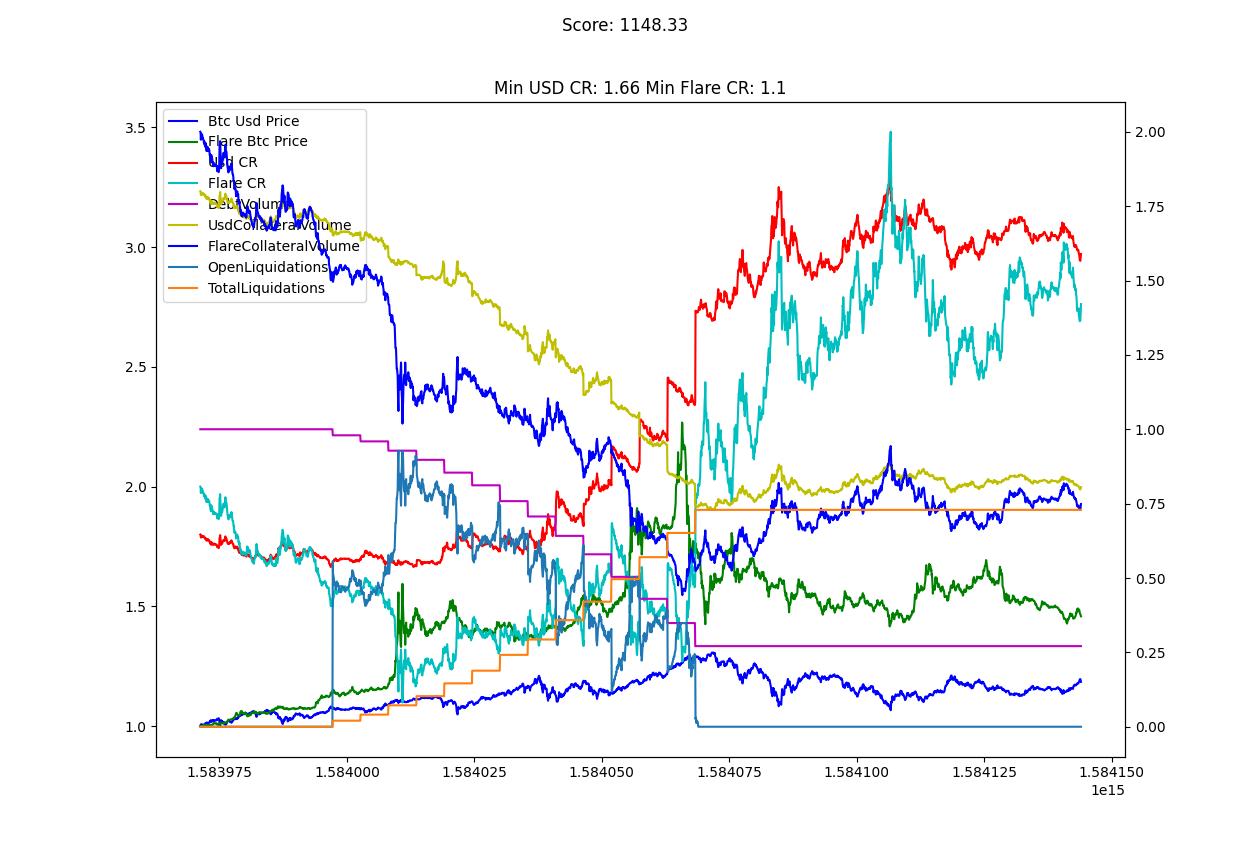 Score: 1148.33
Min USD CR: 1.66 Min Flare CR: 1.1
Btc Usd Price
Flare Btc Price
Usd CR
Flare CR
DebtVolume
UsdCollateralVolume
FlareCollateralVolume
OpenLiquidations
TotalLiquidations
3.5
3.0
2.5
2.0
1.5
1.0
2.00
1.75
1.50
1.25
1.00
0.75
0.50
0.25
0.00
1.583975
1.584000
1.584025
1.584050
1.584075
1.584100
1.584125
1.584150
1e15